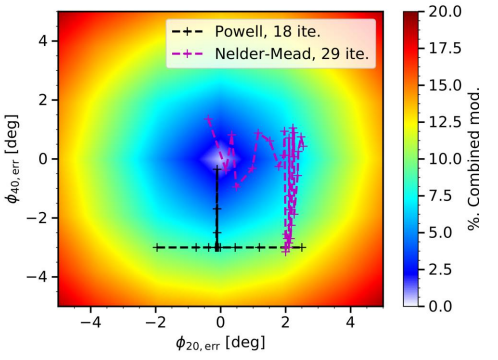 Powell, 18 ite.
Nelder-Mead, 29 ite.
4
2
0
−2
−4
ϕ40, err [deg]
−4 −2 0 2 4
ϕ20, err [deg]
20.0
17.5
15.0
12.5
10.0
7.5
5.0
2.5
0.0
%. Combined mod.